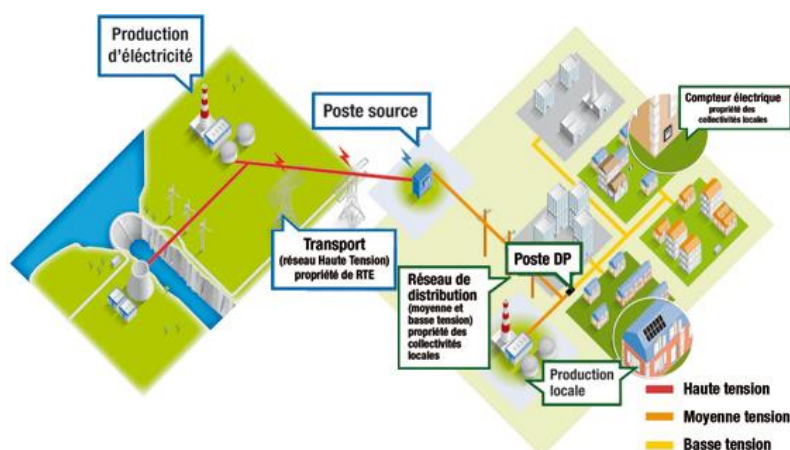 Production
d'éléctricité
Poste source
Compteur électrique
propriété des
collectivités locales
Transport
(réseau Haute Tension)
propriété de RTE
Poste DP
Réseau de
distribution
(moyenne et
basse tension)
propriété des
collectivités
locales
Production
locale
Haute tension
Moyenne tension
Basse tension